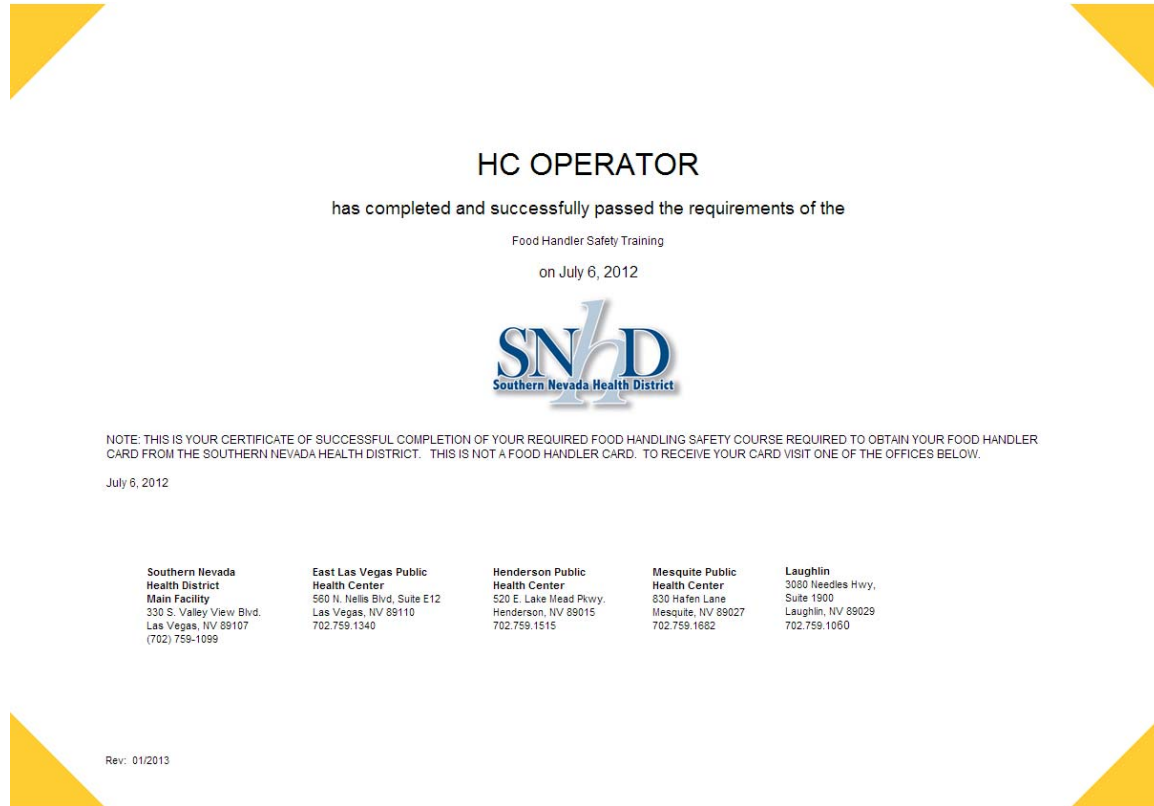 HC OPERATOR
has completed and successfully passed the requirements of the
Food Handler Safety Training
on July 6, 2012
SNhD
Southern Nevada Health District
NOTE: THIS IS YOUR CERTIFICATE OF SUCCESSFUL COMPLETION OF YOUR REQUIRED FOOD HANDLING SAFETY COURSE REQUIRED TO OBTAIN YOUR FOOD HANDLER
CARD FROM THE SOUTHERN NEVADA HEALTH DISTRICT. THIS IS NOT A FOOD HANDLER CARD. TO RECEIVE YOUR CARD VISIT ONE OF THE OFFICES BELOW.
July 6, 2012
Southern Nevada
Health District
Main Facility
330 S. Valley View Blvd.
Las Vegas, NV 89107
(702) 759-1099
East Las Vegas Public
Health Center
560 N. Nellis Blvd, Suite E12
Las Vegas, NV 89110
702.759.1340
Henderson Public
Health Center
520 E. Lake Mead Pkwy.
Henderson, NV 89015
702.759.1515
Mesquite Public
Health Center
830 Hafen Lane
Mesquite, NV 89027
702.759.1682
Laughlin
3080 Needles Hwy,
Suite 1900
Laughlin, NV 89029
702.759.1060
Rev: 01/2013